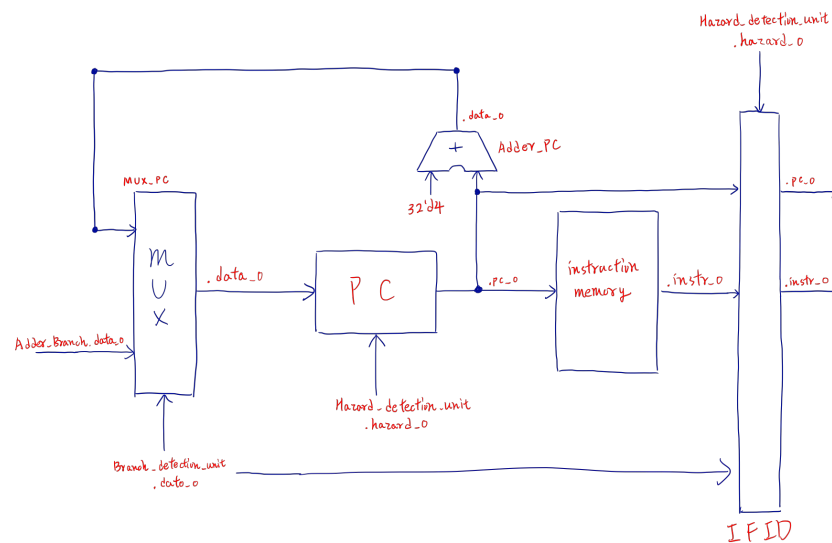 Hazard_detection_unit
.hazard_o
.data_o
+
Adder_PC
MUX_PC
32'd4
.pc_o
M
U
X
.data_o
PC
.pc_o
instruction
memory
.instr_o
.instr_o
Adder_Branch.data_o
Hazard_detection_unit
.hazard_o
Branch_detection_unit
.data_o
IFID